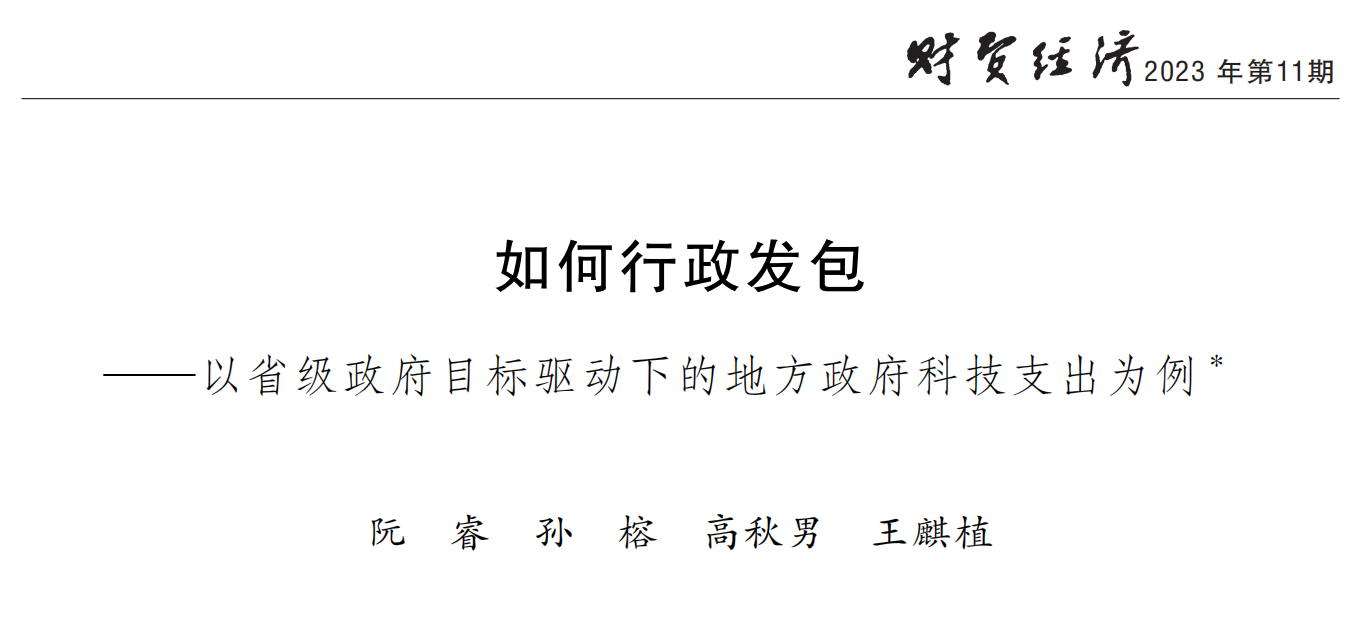 财贸经济 2023 年第11期
如何行政发包
——以省级政府目标驱动下的地方政府科技支出为例*
阮 睿 孙 榕 高秋男 王麒植